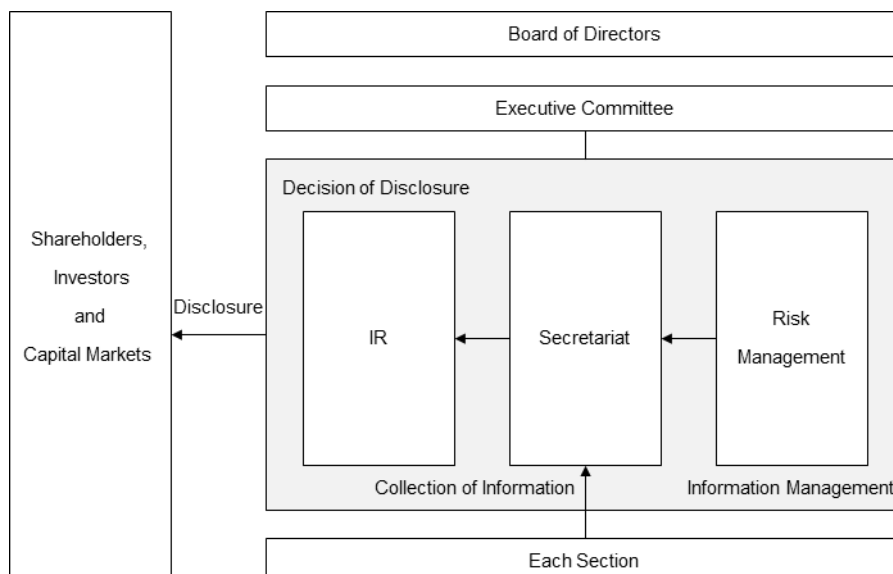 Board of Directors
Executive Committee
Decision of Disclosure
Shareholders,
Investors
and
Capital Markets
Disclosure
IR
Secretariat
Risk
Management
Collection of Information
Information Management
Each Section